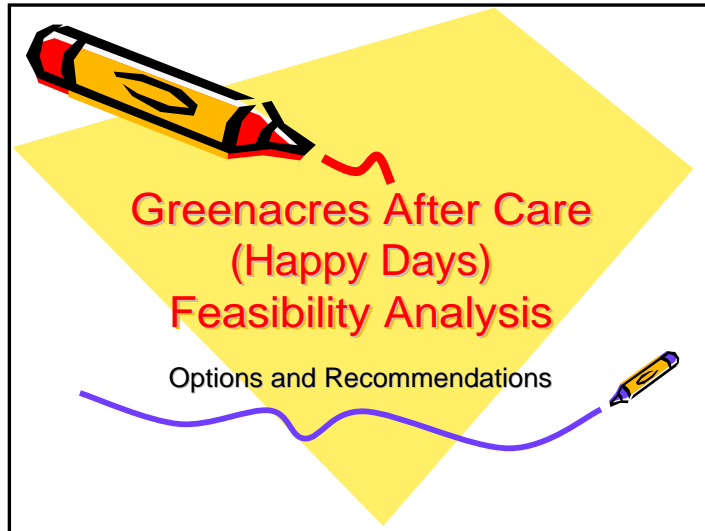 Greenacres After Care
(Happy Days)
Feasibility Analysis
Options and Recommendations